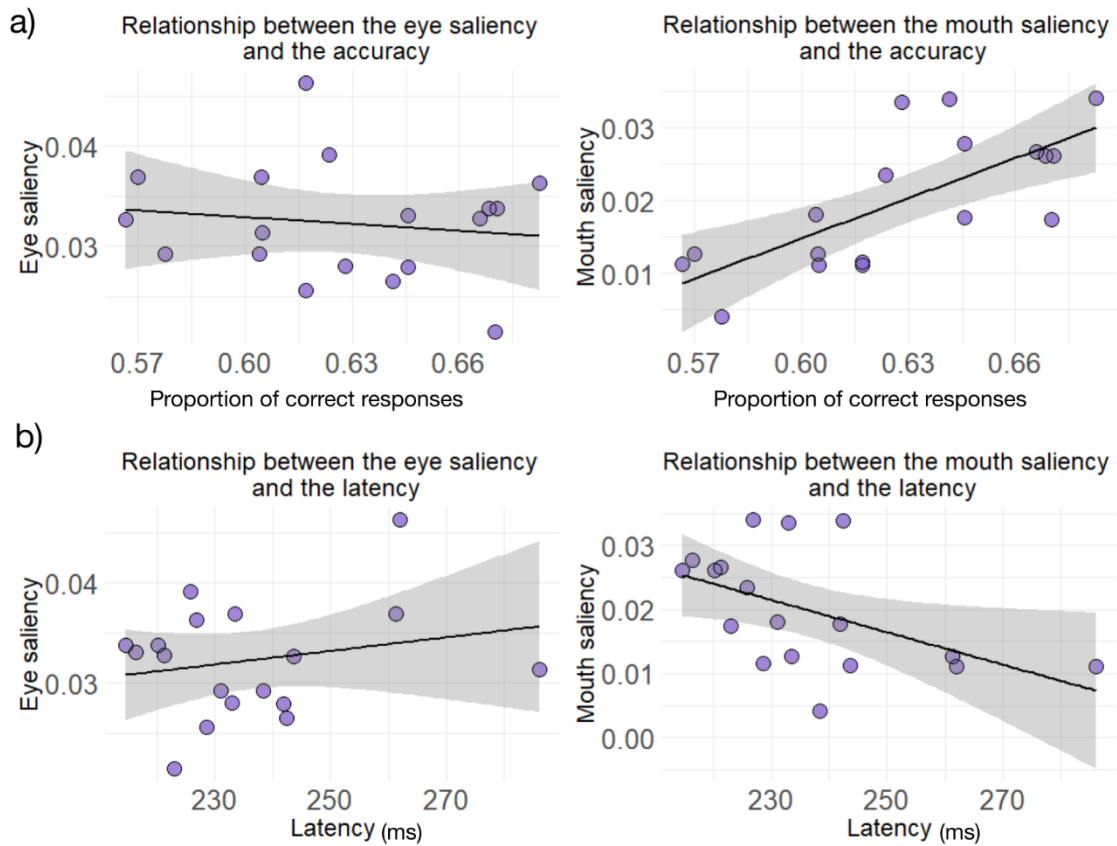 a)
Relationship between the eye saliency
and the accuracy
Eye saliency
0.04
0.03
0.57 0.60 0.63 0.66
Proportion of correct responses
Relationship between the mouth saliency
and the accuracy
Mouth saliency
0.03
0.02
0.01
0.57 0.60 0.63 0.66
Proportion of correct responses
b)
Relationship between the eye saliency
and the latency
Eye saliency
0.04
0.03
230 250 270
Latency (ms)
Relationship between the mouth saliency
and the latency
Mouth saliency
0.03
0.02
0.01
0.00
230 250 270
Latency (ms)